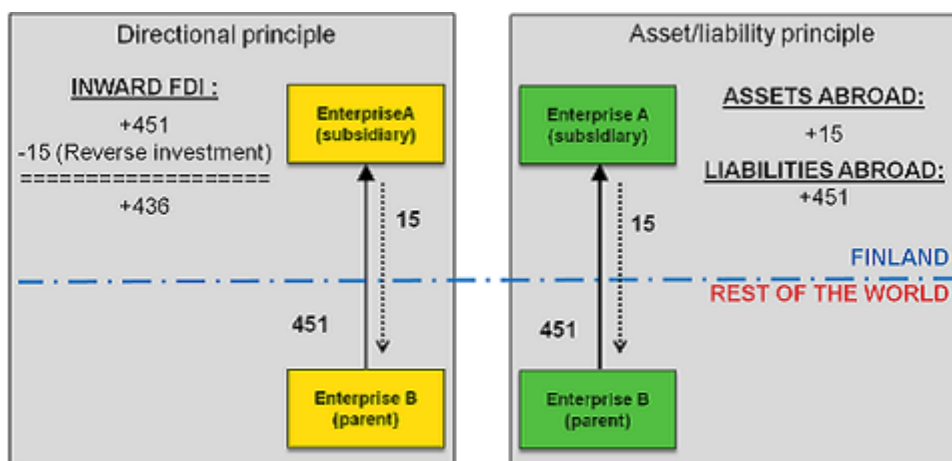 Directional principle
INWARD FDI :
+451
-15 (Reverse investment)
===================
+436
EnterpriseA
(subsidiary)
15
451
Enterprise B
(parent)
Asset/liability principle
Enterprise A
(subsidiary)
ASSETS ABROAD:
+15
LIABILITIES ABROAD:
+451
15
FINLAND
REST OF THE WORLD
451
Enterprise B
(parent)